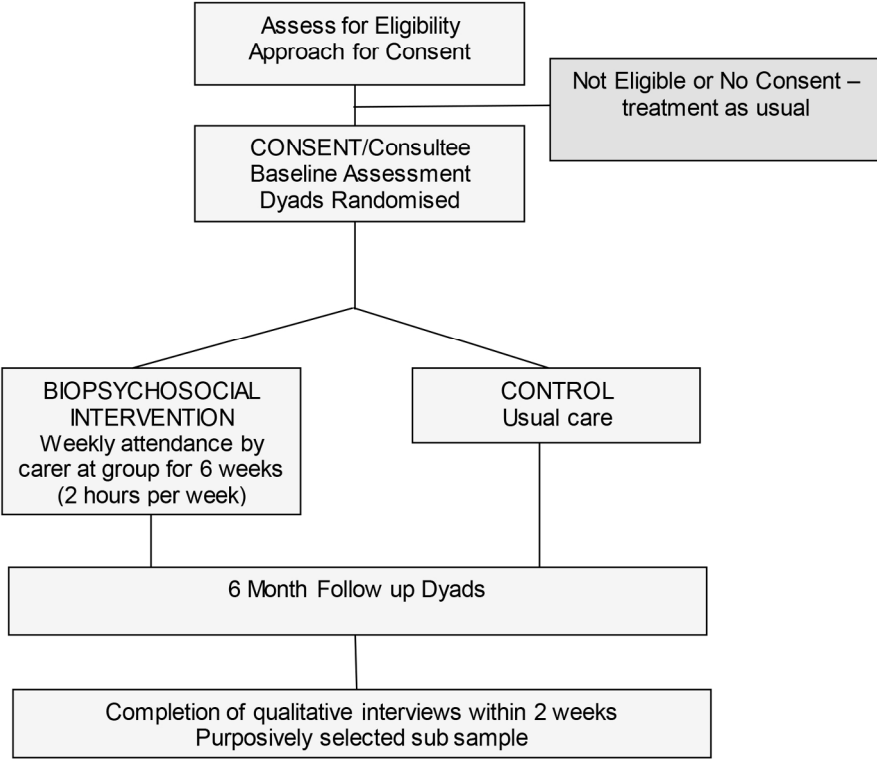 Assess for Eligibility
Approach for Consent
Not Eligible or No Consent –
treatment as usual
CONSENT/Consultee
Baseline Assessment
Dyads Randomised
BIOPSYCHOSOCIAL
INTERVENTION
Weekly attendance by
carer at group for 6 weeks
(2 hours per week)
CONTROL
Usual care
6 Month Follow up Dyads
Completion of qualitative interviews within 2 weeks
Purposively selected sub sample